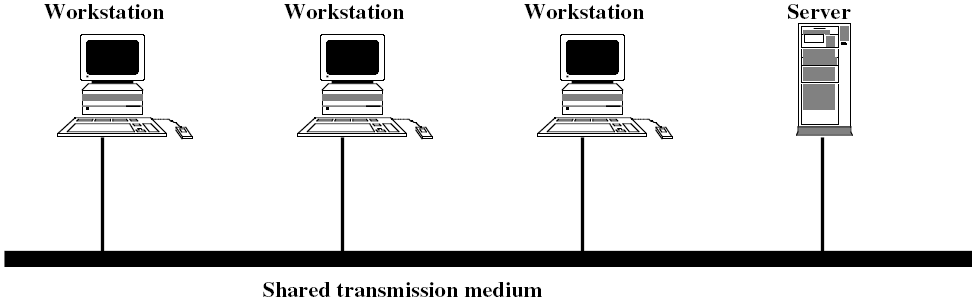 Workstation
Workstation
Workstation
Server
Shared transmission medium